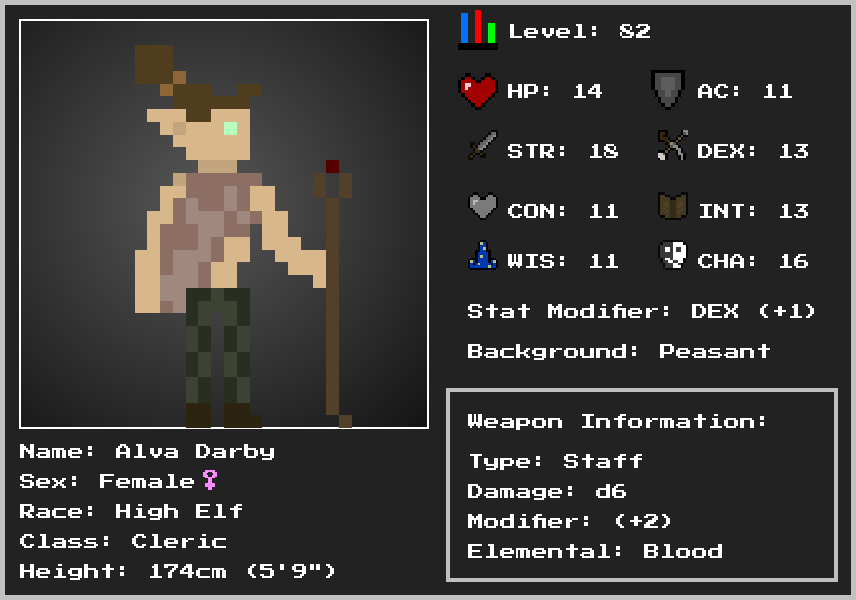 Level: 82
HP: 14
AC: 11
STR: 18
DEX: 13
CON: 11
INT: 13
WIS: 11
CHA: 16
Stat Modifier: DEX (+1)
Background: Peasant
Name: Alva Darby
Sex: Female♀
Race: High Elf
Class: Cleric
Height: 174cm (5'9")
Weapon Information:
Type: Staff
Damage: d6
Modifier: (+2)
Elemental: Blood